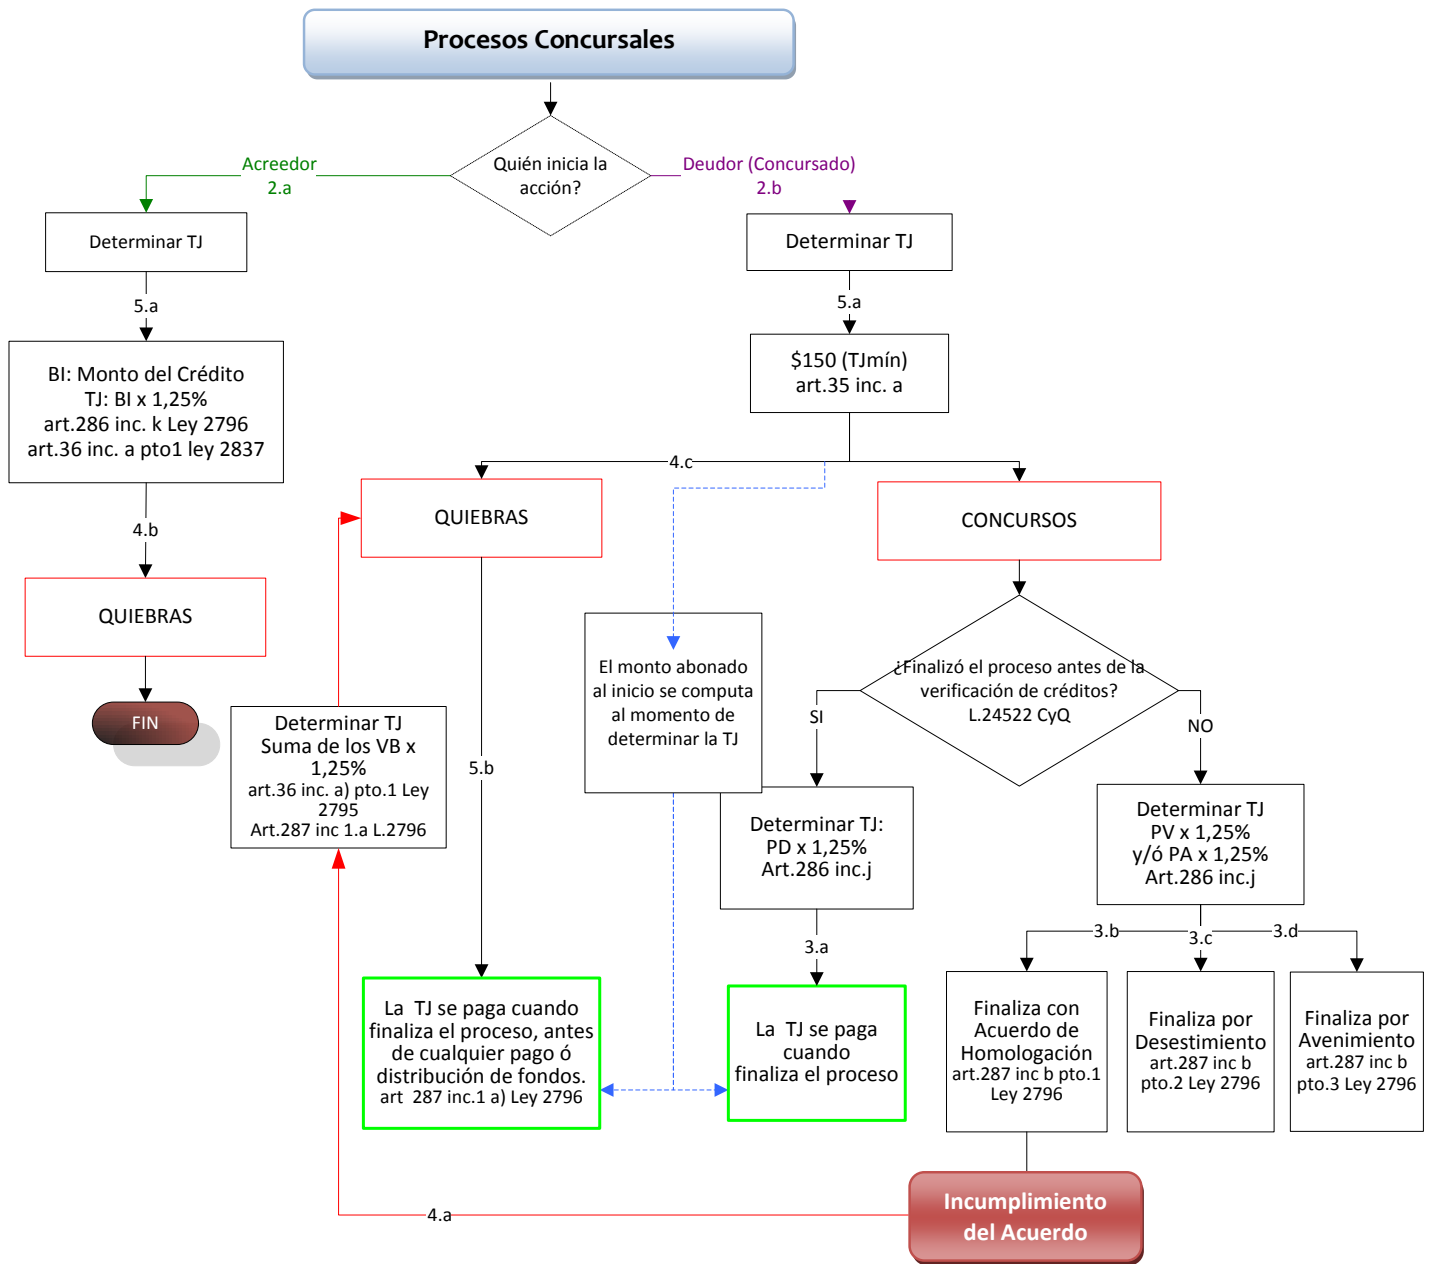 Procesos Concursales
Quién inicia la
acción?
Acreedor
2.a
Deudor (Concursado)
2.b
Determinar TJ
Determinar TJ
5.a
5.a
BI: Monto del Crédito
TJ: BI x 1,25%
art.286 inc. k Ley 2796
art.36 inc. a pto1 ley 2837
$150 (TJmín)
art.35 inc. a
4.c
4.b
QUIEBRAS
CONCURSOS
QUIEBRAS
FIN
El monto abonado
al inicio se computa
al momento de
determinar la TJ
¿Finalizó el proceso antes de la
verificación de créditos?
L.24522 CyQ
SI
NO
Determinar TJ
Suma de los VB x
1,25%
art.36 inc. a) pto.1 Ley
2795
Art.287 inc 1.a L.2796
5.b
Determinar TJ:
PD x 1,25%
Art.286 inc.j
Determinar TJ
PV x 1,25%
y/ó PA x 1,25%
Art.286 inc.j
3.a
3.b
3.c
3.d
La  TJ se paga cuando
finaliza el proceso, antes
de cualquier pago ó
distribución de fondos.
art  287 inc.1 a) Ley 2796
La  TJ se paga
cuando
finaliza el proceso
Finaliza con
Acuerdo de
Homologación
art.287 inc b pto.1
Ley 2796
Finaliza por
Desestimiento
art.287 inc b
pto.2 Ley 2796
Finaliza por
Avenimiento
art.287 inc b
pto.3 Ley 2796
4.a
Incumplimiento
del Acuerdo